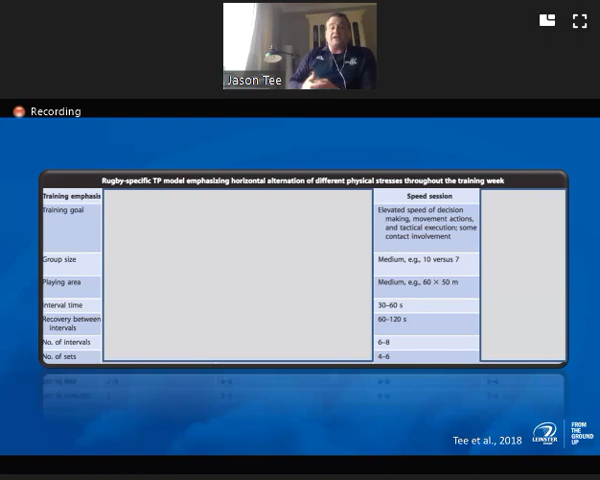 Jason Tee
Recording
Rugby-specific TP model emphasizing horizontal alternation of different physical stresses throughout the training week
Training emphasis
Speed session
Training goal
Elevated speed of decision
making, movement actions,
and tactical execution; some
contact involvement
Group size
Medium, e.g., 10 versus 7
Playing area
Medium, e.g., 60 × 50 m
Interval time
30–60 s
Recovery between
intervals
60–120 s
No. of intervals
6–8
No. of sets
4–6
Tee et al., 2018
LEINSTER
FROM
THE
GROUND
UP